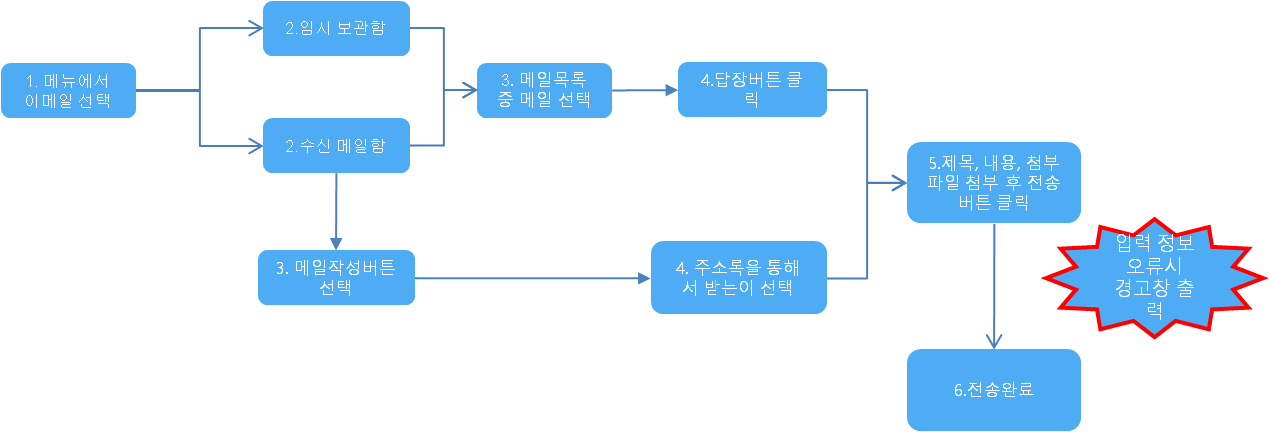 1. 메뉴에서
이메일 선택
2.임시 보관함
2.수신 메일함
3. 메일목록
중 메일 선택
4.답장버튼 클
릭
3. 메일작성버튼
선택
4. 주소록을 통해
서 받는이 선택
5.제목, 내용, 첨부
파일 첨부 후 전송
버튼 클릭
입력 정보
오류시
경고창 출
력
6.전송완료